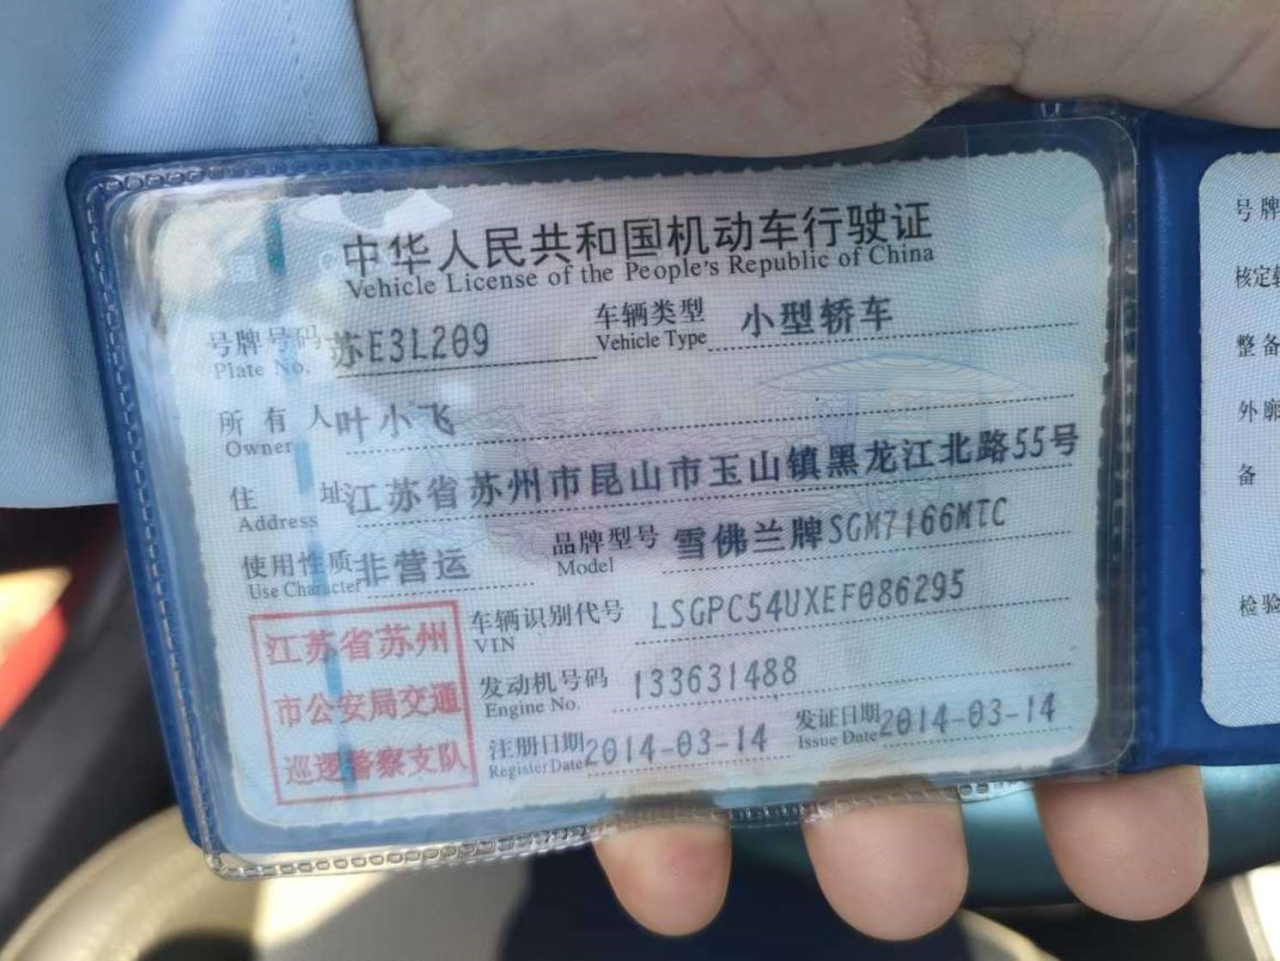 中华人民共和国机动车行驶证
Vehicle License of the People's Republic of China
号牌号码 苏E3L209 车辆类型 小型轿车
Plate No. Vehicle Type
所有人 叶小飞
Owner
住址 江苏省苏州市昆山市玉山镇黑龙江北路55号
Address
使用性质 非营运 品牌型号 雪佛兰牌SGM7166MTC
Use Character Model
江苏省苏州
市公安局交通
巡逻警察支队
车辆识别代号 LSGPC54UXEF086295
VIN
发动机号码 133631488
Engine No.
注册日期 2014-03-14 发证日期 2014-03-14
Register Date Issue Date
号牌
核定
整备
外廓
备
检验